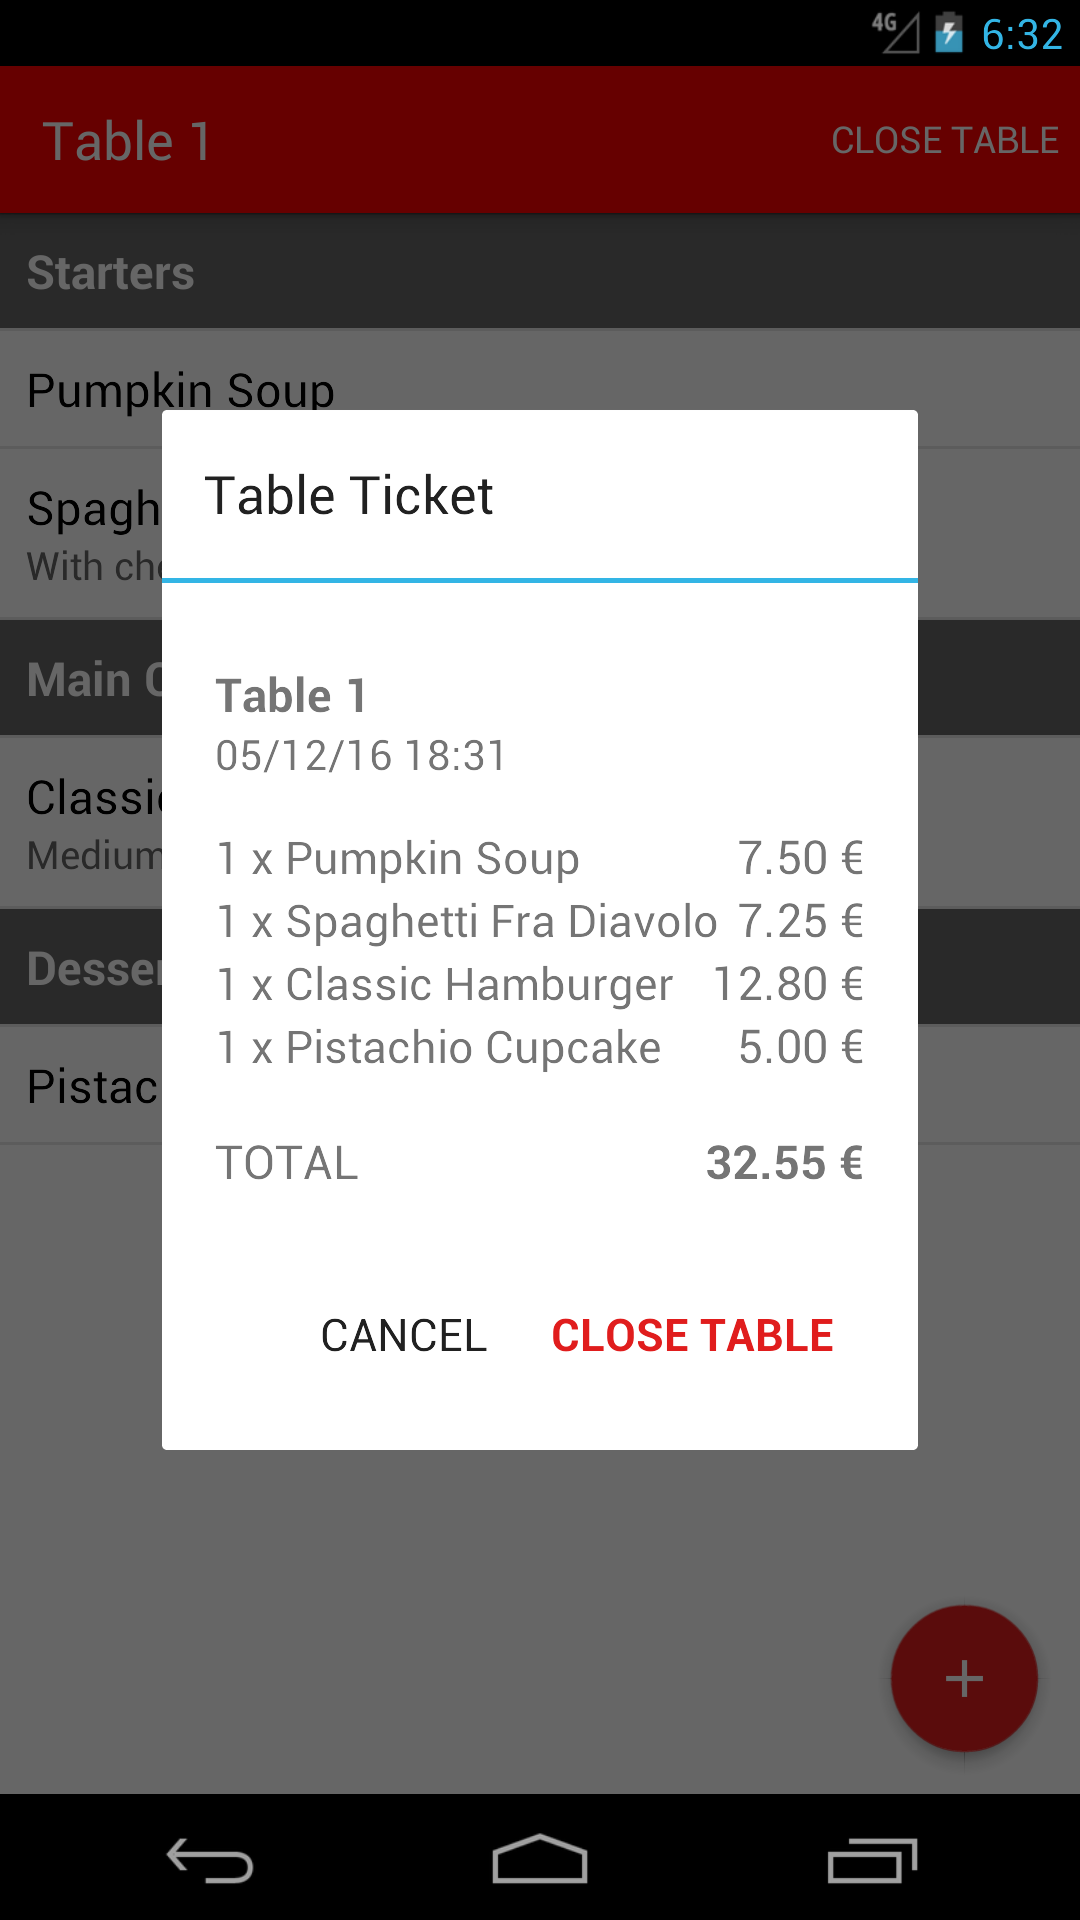 4G 6:32
Table 1 CLOSE TABLE
Starters
Pumpkin Soup
Spagh
With che
Main C
Classic
Medium
Desser
Pistac
Table Ticket
Table 1
05/12/16 18:31
1 x Pumpkin Soup 7.50 €
1 x Spaghetti Fra Diavolo 7.25 €
1 x Classic Hamburger 12.80 €
1 x Pistachio Cupcake 5.00 €
TOTAL 32.55 €
CANCEL CLOSE TABLE